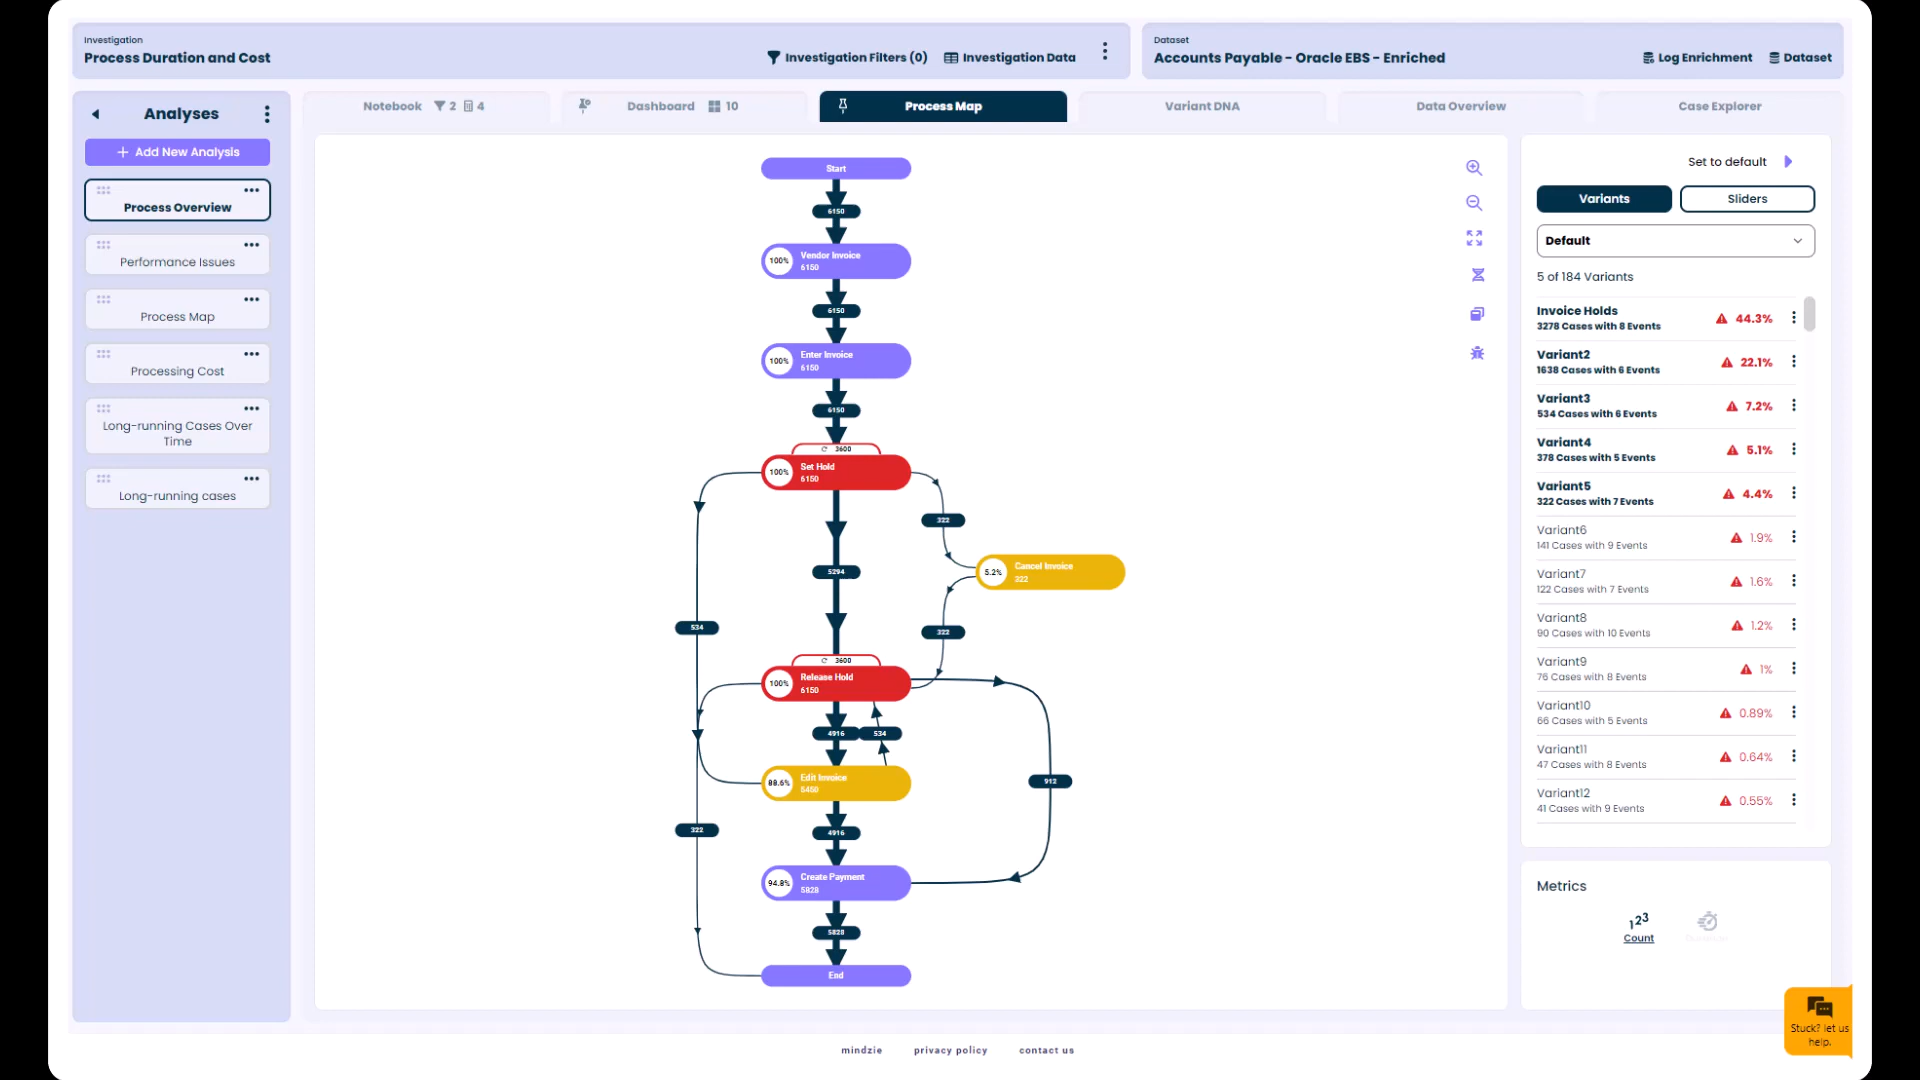 Investigation
Process Duration and Cost
Investigation Filters (0)
Investigation Data
Dataset
Accounts Payable - Oracle EBS - Enriched
Log Enrichment
Dataset
Analyses
Add New Analysis
Process Overview
Performance Issues
Process Map
Processing Cost
Long-running Cases Over
Time
Long-running cases
Notebook 2 4
Dashboard 10
Process Map
Variant DNA
Data Overview
Case Explorer
Start
6150
100%
Vendor Invoice
6150
6150
100%
Enter Invoice
6150
6150
3600
100%
Set Hold
6150
322
5294
5.2%
Cancel Invoice
322
534
322
3600
100%
Release Hold
6150
4916
534
88.6%
Edit Invoice
5450
912
322
4916
94.8%
Create Payment
5828
5828
End
Set to default
Variants
Sliders
Default
5 of 184 Variants
Invoice Holds
3278 Cases with 8 Events
44.3%
Variant2
1638 Cases with 6 Events
22.1%
Variant3
534 Cases with 6 Events
7.2%
Variant4
378 Cases with 5 Events
5.1%
Variant5
322 Cases with 7 Events
4.4%
Variant6
141 Cases with 9 Events
1.9%
Variant7
122 Cases with 7 Events
1.6%
Variant8
90 Cases with 10 Events
1.2%
Variant9
76 Cases with 8 Events
1%
Variant10
66 Cases with 5 Events
0.89%
Variant11
47 Cases with 8 Events
0.64%
Variant12
41 Cases with 9 Events
0.55%
Metrics
123
Count
Stuck? let us
help.
mindzie
privacy policy
contact us